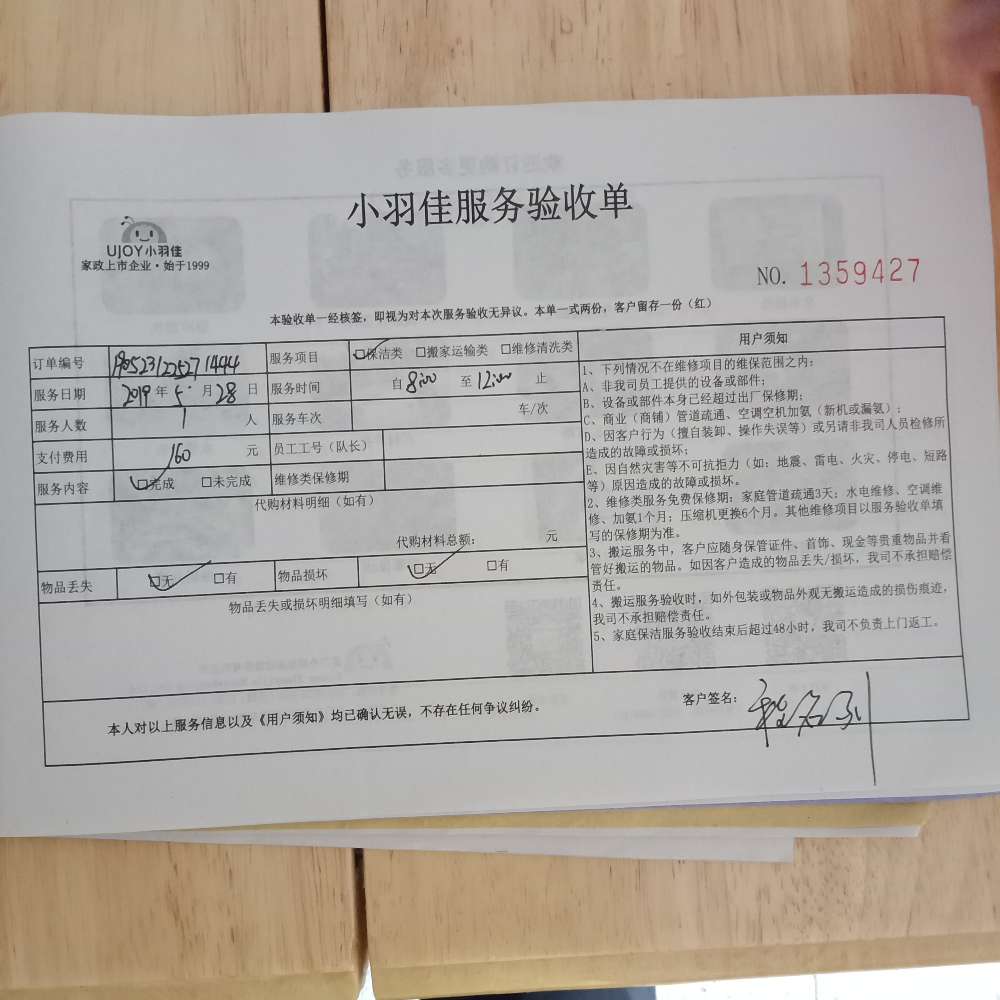 小羽佳服务验收单
UJOY小羽佳
家政上市企业·始于1999
NO. 1359427
本验收单一经核签，即视为对本次服务验收无异议。本单一式两份，客户留存一份（红）
订单编号 190523122527 1444 服务项目 □保洁类 □搬家运输类 □维修清洗类
服务日期 2019 年 5 月 28 日 服务时间 自 8:00 至 12:00 止
服务人数 1 人 服务车次 车/次
支付费用 160 元 员工工号（队长）
服务内容 □完成 □未完成 维修类保修期
代购材料明细（如有）
代购材料总额： 元
物品丢失 □无 □有 物品损坏 □无 □有
物品丢失或损坏明细填写（如有）
用户须知
1、下列情况不在维修项目的维保范围之内：
A、非我司员工提供的设备或部件；
B、设备或部件本身已经超过出厂保修期；
C、商业（商铺）管道疏通、空调空机加氨（新机或漏氨）；
D、因客户行为（擅自装卸、操作失误等）或另请非我司人员检修所
造成的故障或损坏；
E、因自然灾害等不可抗拒力（如：地震、雷电、火灾、停电、短路
等）原因造成的故障或损坏。
2、维修类服务免费保修期：家庭管道疏通3天；水电维修、空调维
修、加氨1个月；压缩机更换6个月。其他维修项目以服务验收单填
写的保修期为准。
3、搬运服务中，客户应随身保管证件、首饰、现金等贵重物品并看
管好搬运的物品。如因客户造成的物品丢失/损坏，我司不承担赔偿
责任。
4、搬运服务验收时，如外包装或物品外观无搬运造成的损伤痕迹，
我司不承担赔偿责任。
5、家庭保洁服务验收结束后超过48小时，我司不负责上门返工。
本人对以上服务信息以及《用户须知》均已确认无误，不存在任何争议纠纷。
客户签名：